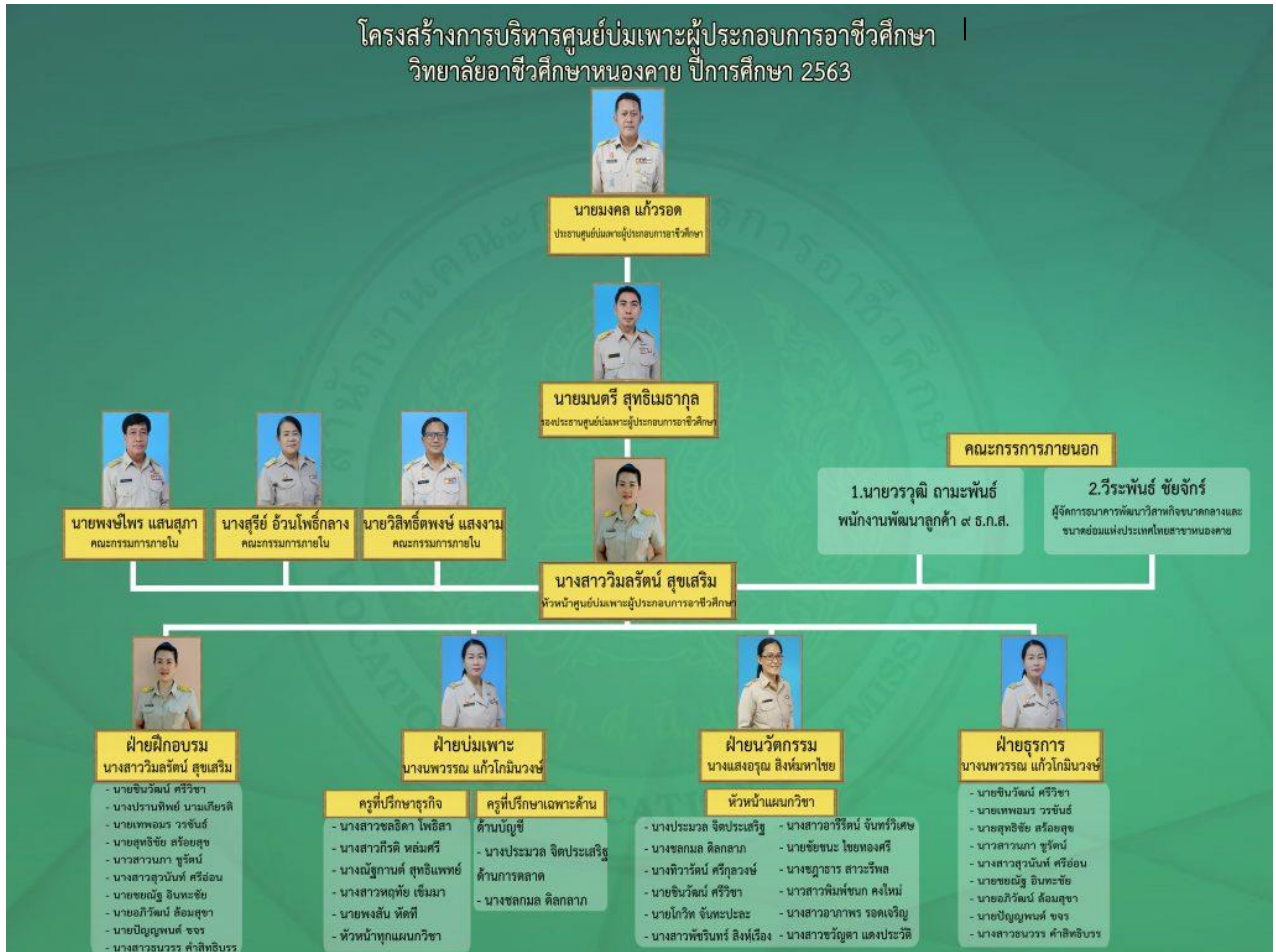 โครงสร้างการบริหารศูนย์บ่มเพาะผู้ประกอบการอาชีวศึกษา
วิทยาลัยอาชีวศึกษาหนองคาย ปีการศึกษา 2563
นายมงคล แก้วรอด
ประธานศูนย์บ่มเพาะผู้ประกอบการอาชีวศึกษา
นายมนตรี สุทธิเมธากุล
รองประธานศูนย์บ่มเพาะผู้ประกอบการอาชีวศึกษา
นายพงษ์ไพร แสนสุภา
คณะกรรมการภายใน
นางสุรีย์ อ้วนโพธิ์กลาง
คณะกรรมการภายใน
นายวิสิทธิ์ตพงษ์ แสงงาม
คณะกรรมการภายใน
คณะกรรการภายนอก
1.นายวรวุฒิ ถามะพันธ์
พนักงานพัฒนาลูกค้า ๙ ธ.ก.ส.
2.วีระพันธ์ ชัยจักร์
ผู้จัดการธนาคารพัฒนาวิสาหกิจขนาดกลางและ
ขนาดย่อมแห่งประเทศไทยสาขาหนองคาย
นางสาววิมลรัตน์ สุขเสริม
หัวหน้าศูนย์บ่มเพาะผู้ประกอบการอาชีวศึกษา
ฝ่ายฝึกอบรม
นางสาววิมลรัตน์ สุขเสริม
- นายชินวัฒน์ ศรีวิชา
- นางปรานทิพย์ นามเกียรติ
- นายเทพอมร วรขันธ์
- นายสุทธิชัย สร้อยสุข
- นาวสาวนภา ชูรัตน์
- นางสาวสุวนันท์ ศรีอ่อน
- นายชยณัฐ อินทะชัย
- นายอภิวัฒน์ ล้อมสุขา
- นายปัญญพนต์ ขจร
- นางสาวธนวรร คำสิทธิบรร
ฝ่ายบ่มเพาะ
นางนพวรรณ แก้วโกมินวงษ์
ครูที่ปรึกษาธุรกิจ
- นางสาวชลธิดา โพธิสา
- นางสาวกีรติ หล่มศรี
- นางณัฐกานต์ สุทธิแพทย์
- นางสาวหฤทัย เข็มมา
- นายพงสัน หัดที
- หัวหน้าทุกแผนกวิชา
ครูที่ปรึกษาเฉพาะด้าน
ด้านบัญชี
- นางประมวล จิตประเสริฐ
ด้านการตลาด
- นางชลกมล ดิลกลาภ
ฝ่ายนวัตกรรม
นางแสงอรุณ สิงห์มหาไชย
หัวหน้าแผนกวิชา
- นางประมวล จิตประเสริฐ
- นางชลกมล ดิลกลาภ
- นางทิวารัตน์ ศรีกุลวงษ์
- นายชินวัฒน์ ศรีวิชา
- นายโกวิท จันทะปะละ
- นางสาวพัชรินทร์ สิงห์เรือง
- นางสาวอารีรัตน์ จันทร์วิเศษ
- นายชัยชนะ ไชยทองศรี
- นางชฎาธาร สาวะรีพล
- นาวสาวพิมพ์ชนก คงใหม่
- นางสาวอาภาพร รอดเจริญ
- นางสาวขวัญตา แดงประวัติ
ฝ่ายธุรการ
นางนพวรรณ แก้วโกมินวงษ์
- นายชินวัฒน์ ศรีวิชา
- นายเทพอมร วรขันธ์
- นายสุทธิชัย สร้อยสุข
- นาวสาวนภา ชูรัตน์
- นางสาวสุวนันท์ ศรีอ่อน
- นายชยณัฐ อินทะชัย
- นายอภิวัฒน์ ล้อมสุขา
- นายปัญญพนต์ ขจร
- นางสาวธนวรร คำสิทธิบรร